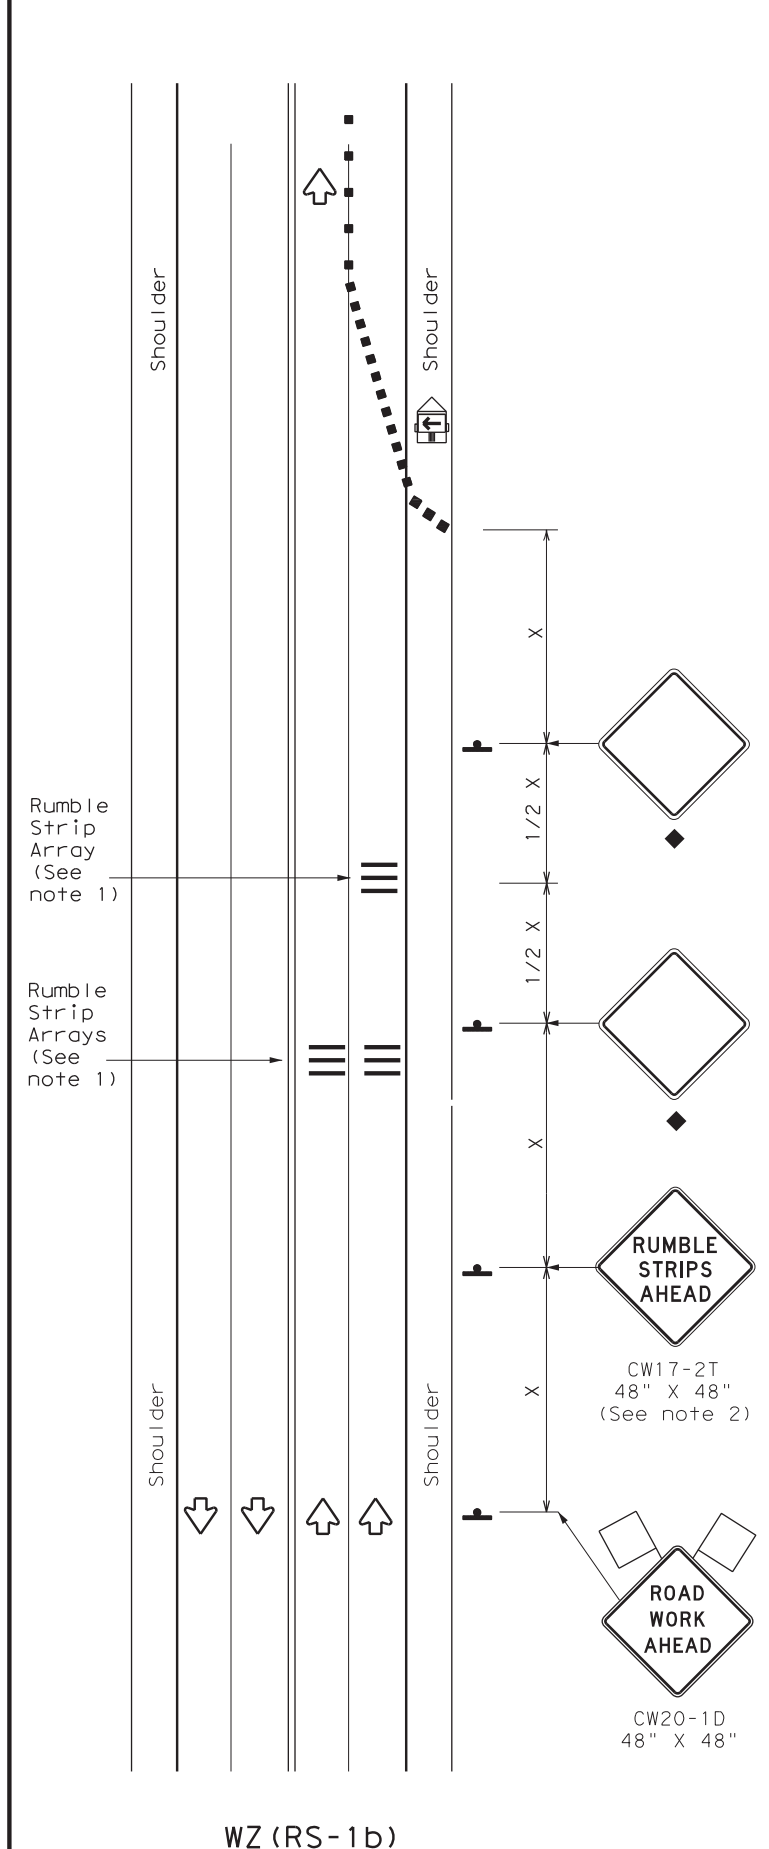 Shoulder
Shoulder
X
1/2 X
Rumble
Strip
Array
(See
note 1)
1/2 X
Rumble
Strip
Arrays
(See
note 1)
X
RUMBLE
STRIPS
AHEAD
CW17-2T
48" X 48"
(See note 2)
X
Shoulder
Shoulder
ROAD
WORK
AHEAD
CW20-1D
48" X 48"
WZ(RS-1b)